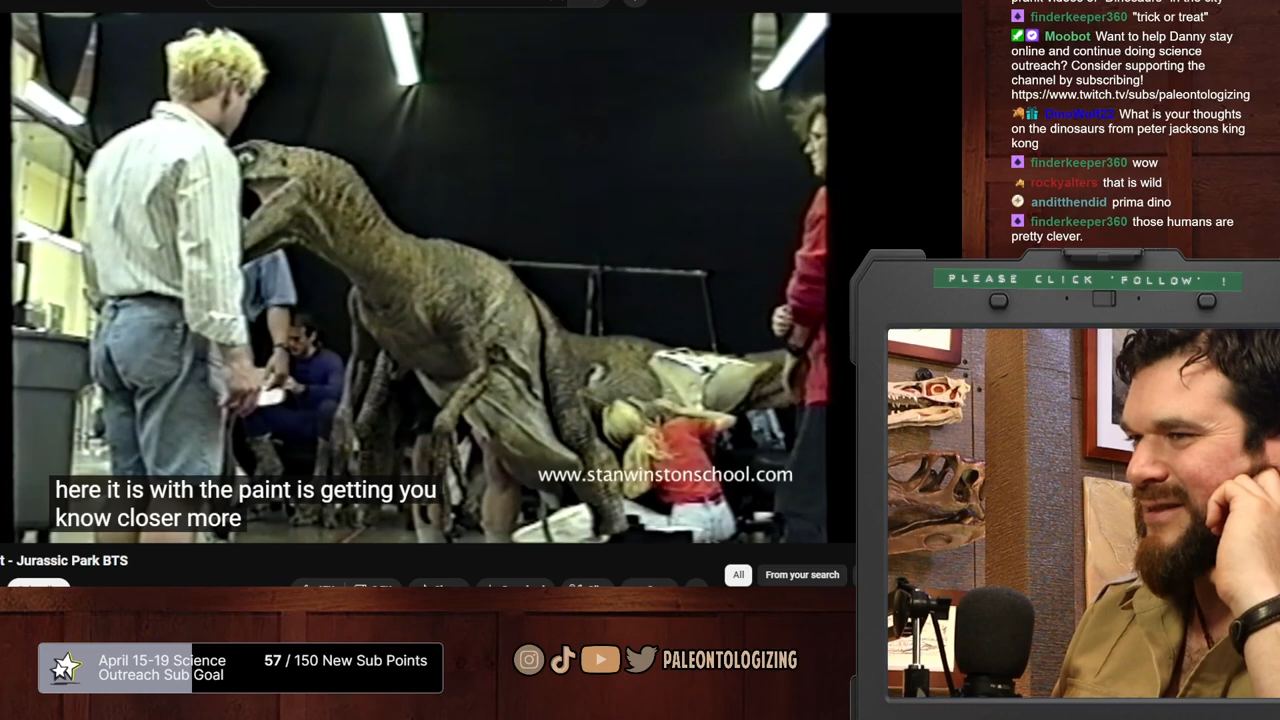 finderkeeper360 "trick or treat"
Moobot Want to help Danny stay
online and continue doing science
outreach? Consider supporting the
channel by subscribing!
https://www.twitch.tv/subs/paleontologizing
DinoWolf22 What is your thoughts
on the dinosaurs from peter jacksons king
kong
finderkeeper360 wow
rockyalters that is wild
anditthendid prima dino
finderkeeper360 those humans are
pretty clever.
PLEASE CLICK "FOLLOW" !
www.stanwinstonschool.com
here it is with the paint is getting you
know closer more
t - Jurassic Park BTS
All
From your search
April 15-19 Science
Outreach Sub Goal
57 / 150 New Sub Points
PALEONTOLOGIZING